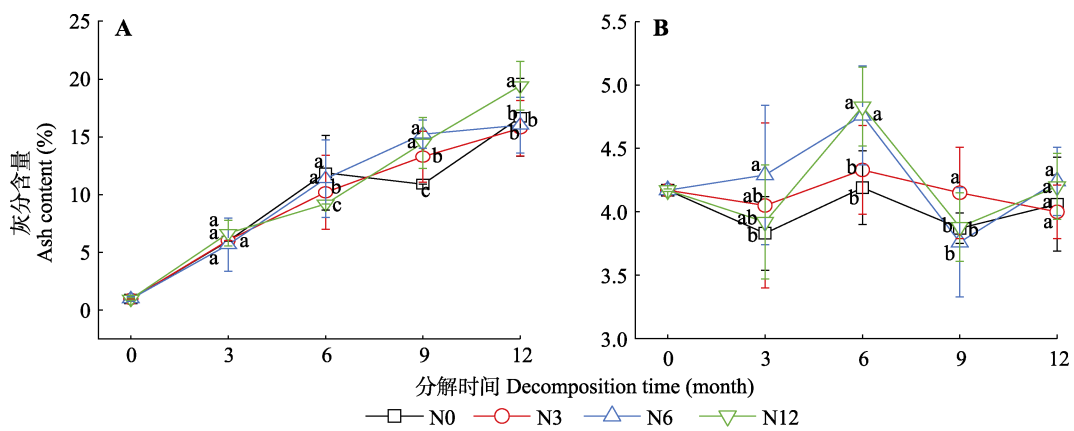 A
B
灰分含量
Ash content (%)
25
20
15
10
5
0
5.5
5.0
4.5
4.0
3.5
3.0
a
a
a
a
a
a
b
c
a
a
b
c
a
b
b
b
a
ab
ab
b
a
a
b
b
a
b
b
b
a
a
a
a
0 3 6 9 12
0 3 6 9 12
分解时间 Decomposition time (month)
N0 N3 N6 N12